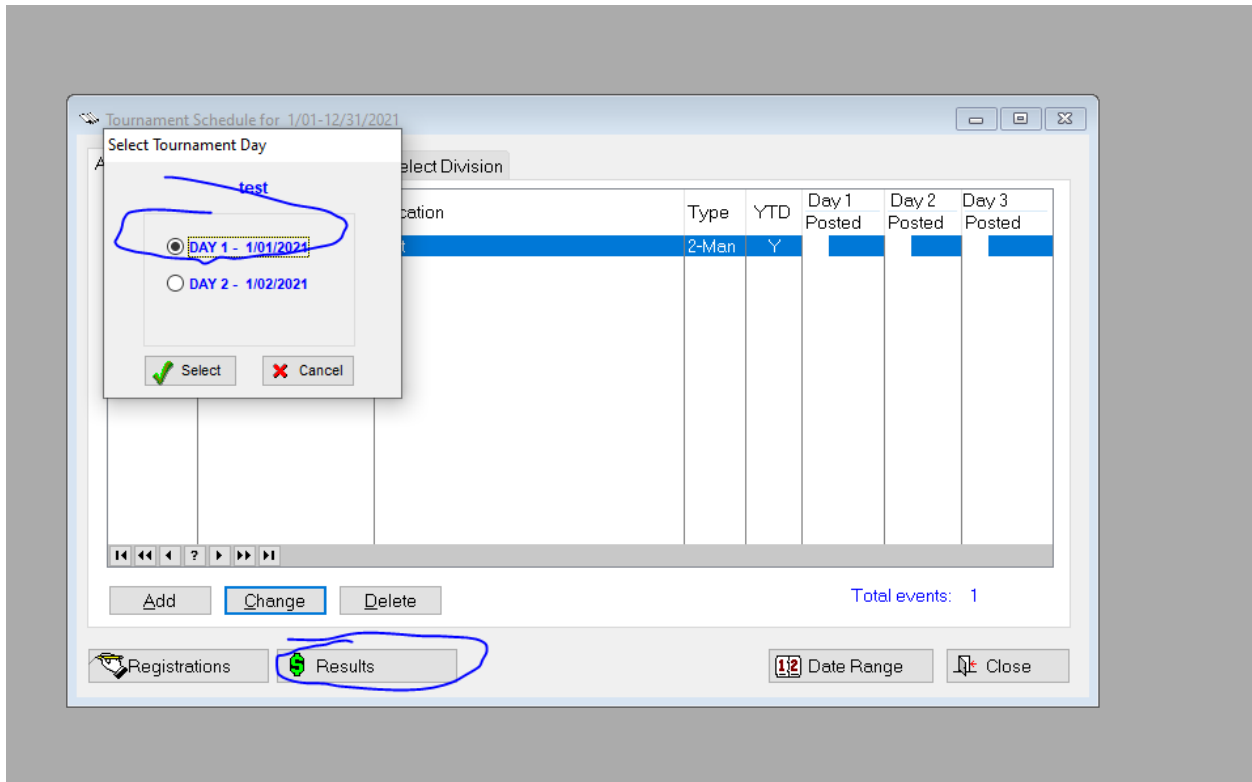 Tournament Schedule for 1/01-12/31/2021
Select Tournament Day
elect Division
test
cation
Type
YTD
Day 1
Posted
Day 2
Posted
Day 3
Posted
DAY 1 - 1/01/2021
2-Man
Y
DAY 2 - 1/02/2021
Select
Cancel
?
Add
Change
Delete
Total events: 1
Registrations
$ Results
12 Date Range
Close